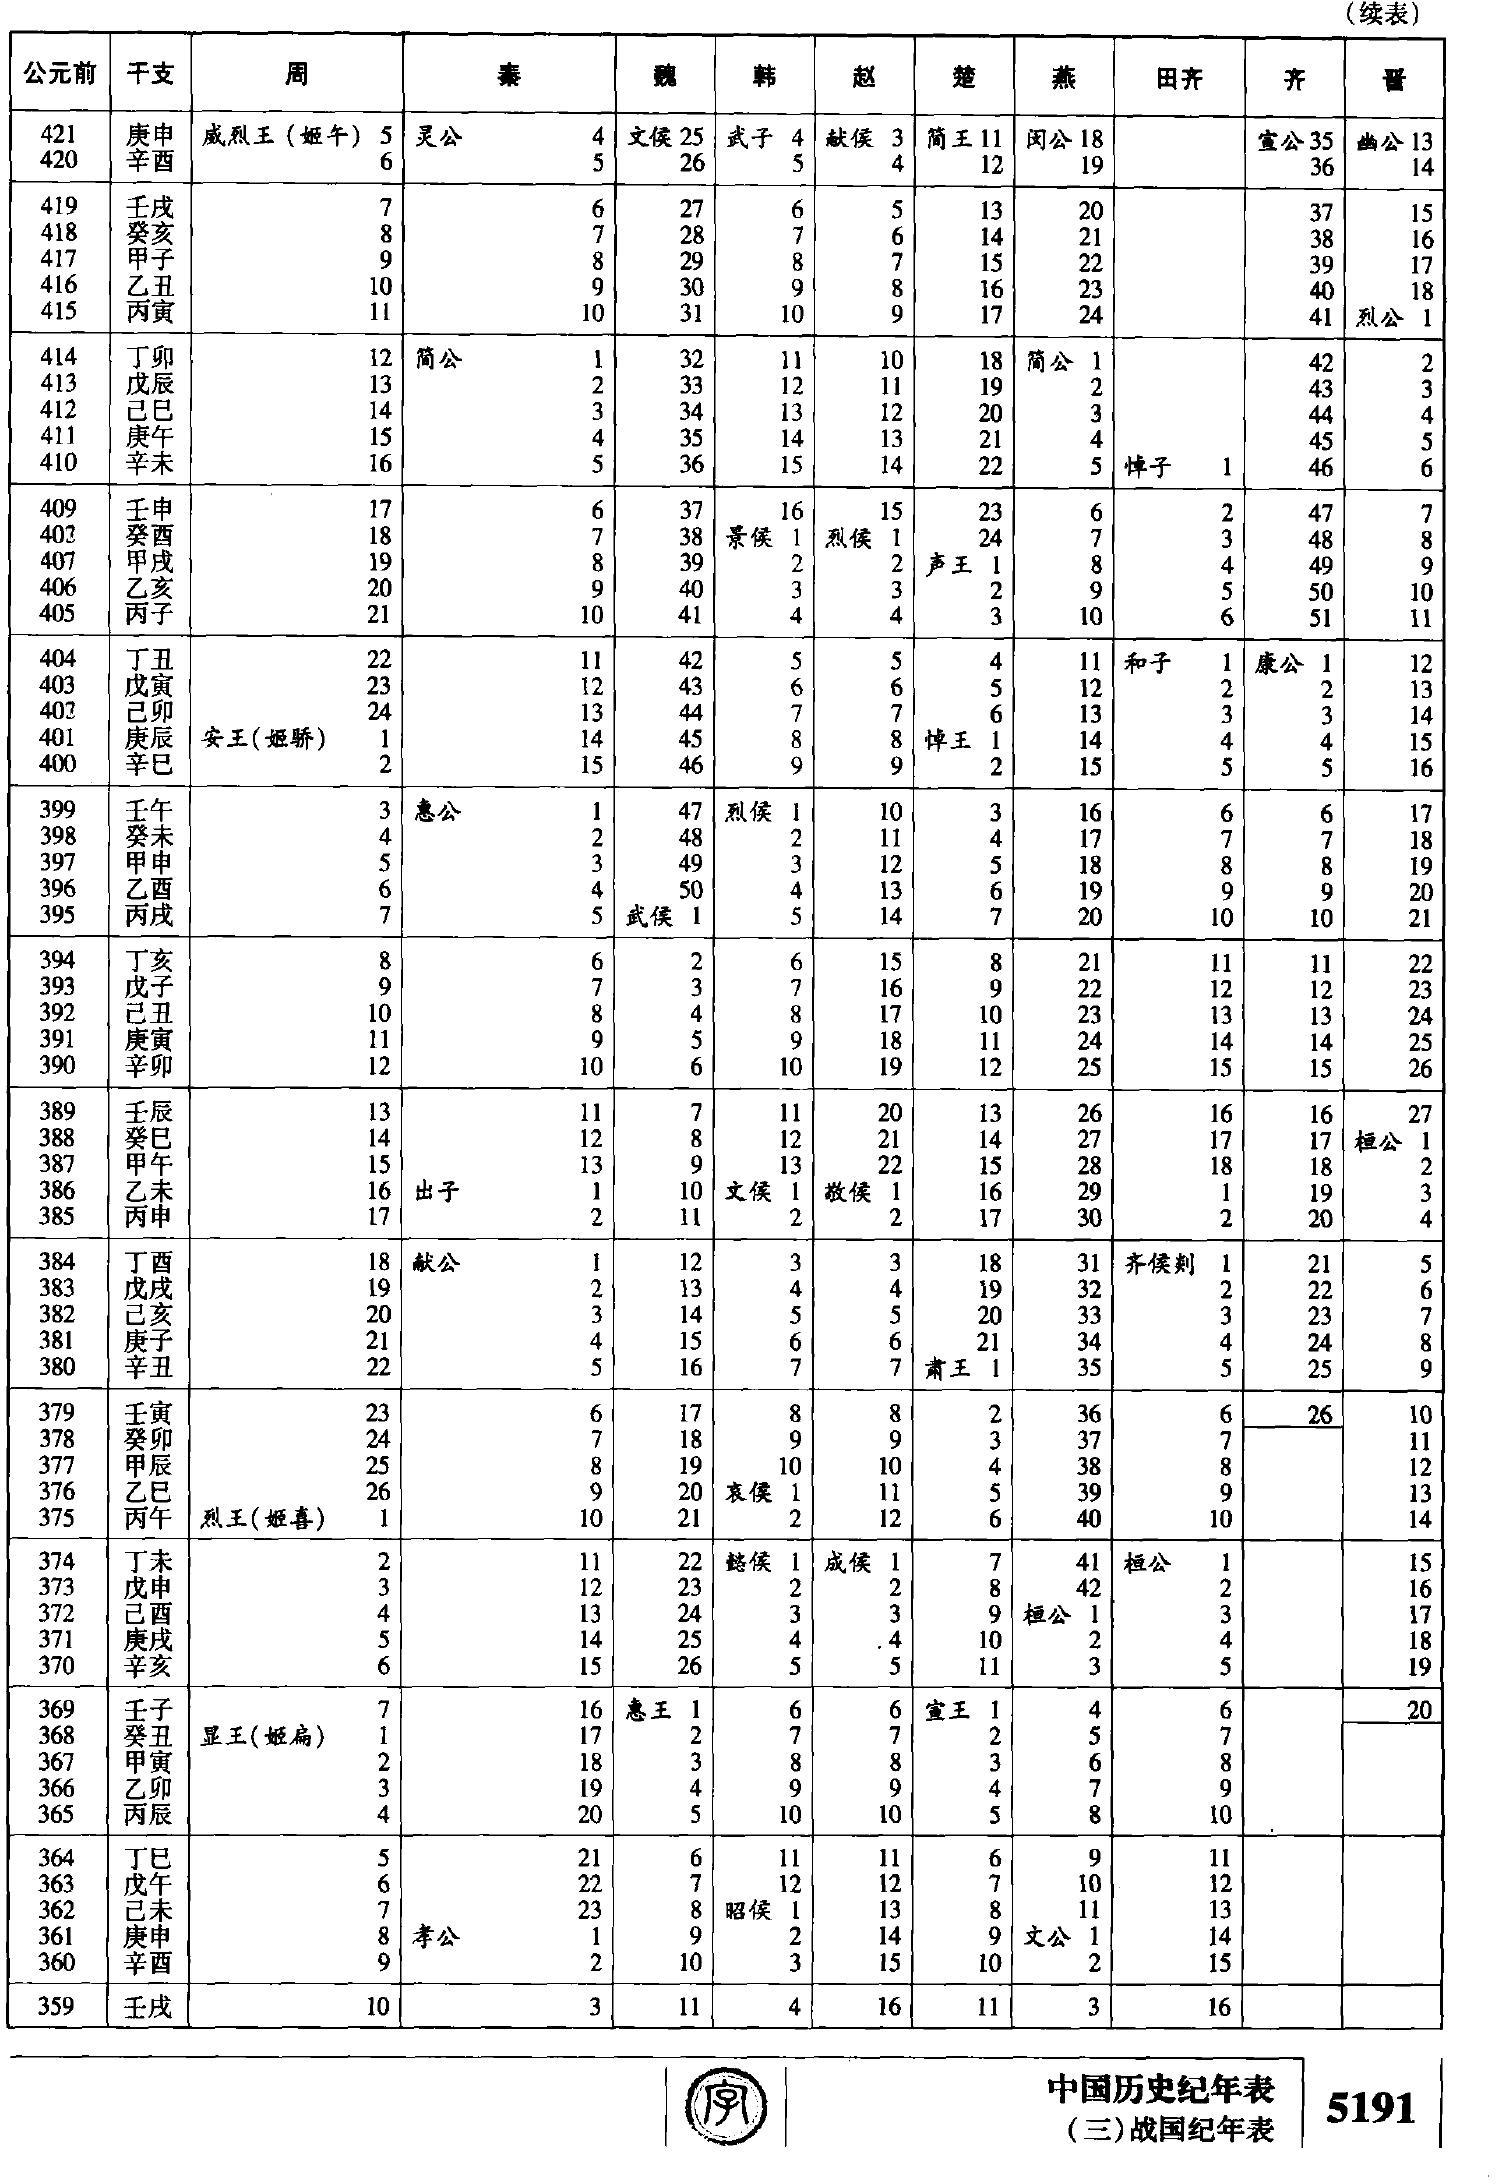 (续表)
公元前 干支 周 秦 魏 韩 赵 楚 燕 田齐 齐 晋
421 庚申 威烈王(姬午) 5 灵公 4 文侯 25 武子 4 献侯 3 简王 11 闵公 18 宣公 35 幽公 13
420 辛酉 6 5 26 5 4 12 19 36 14
419 壬戌 7 6 27 6 5 13 20 37 15
418 癸亥 8 7 28 7 6 14 21 38 16
417 甲子 9 8 29 8 7 15 22 39 17
416 乙丑 10 9 30 9 8 16 23 40 18
415 丙寅 11 10 31 10 9 17 24 41 烈公 1
414 丁卯 12 简公 1 32 11 10 18 简公 1 42 2
413 戊辰 13 2 33 12 11 19 2 43 3
412 己巳 14 3 34 13 12 20 3 44 4
411 庚午 15 4 35 14 13 21 4 45 5
410 辛未 16 5 36 15 14 22 5 悼子 1 46 6
409 壬申 17 6 37 16 15 23 6 2 47 7
402 癸酉 18 7 38 景侯 1 烈侯 1 24 7 3 48 8
407 甲戌 19 8 39 2 2 声王 1 8 4 49 9
406 乙亥 20 9 40 3 3 2 9 5 50 10
405 丙子 21 10 41 4 4 3 10 6 51 11
404 丁丑 22 11 42 5 5 4 11 和子 1 康公 1 12
403 戊寅 23 12 43 6 6 5 12 2 2 13
402 己卯 24 13 44 7 7 6 13 3 3 14
401 庚辰 安王(姬骄) 1 14 45 8 8 悼王 1 14 4 4 15
400 辛巳 2 15 46 9 9 2 15 5 5 16
399 壬午 3 惠公 1 47 烈侯 1 10 3 16 6 6 17
398 癸未 4 2 48 2 11 4 17 7 7 18
397 甲申 5 3 49 3 12 5 18 8 8 19
396 乙酉 6 4 50 4 13 6 19 9 9 20
395 丙戌 7 5 武侯 1 5 14 7 20 10 10 21
394 丁亥 8 6 2 6 15 8 21 11 11 22
393 戊子 9 7 3 7 16 9 22 12 12 23
392 己丑 10 8 4 8 17 10 23 13 13 24
391 庚寅 11 9 5 9 18 11 24 14 14 25
390 辛卯 12 10 6 10 19 12 25 15 15 26
389 壬辰 13 11 7 11 20 13 26 16 16 27
388 癸巳 14 12 8 12 21 14 27 17 17 桓公 1
387 甲午 15 13 9 13 22 15 28 18 18 2
386 乙未 16 出子 1 10 文侯 1 敬侯 1 16 29 1 19 3
385 丙申 17 2 11 2 2 17 30 2 20 4
384 丁酉 18 献公 1 12 3 3 18 31 齐侯剡 1 21 5
383 戊戌 19 2 13 4 4 19 32 2 22 6
382 己亥 20 3 14 5 5 20 33 3 23 7
381 庚子 21 4 15 6 6 21 34 4 24 8
380 辛丑 22 5 16 7 7 肃王 1 35 5 25 9
379 壬寅 23 6 17 8 8 2 36 6 26 10
378 癸卯 24 7 18 9 9 3 37 7 11
377 甲辰 25 8 19 10 10 4 38 8 12
376 乙巳 26 9 20 哀侯 1 11 5 39 9 13
375 丙午 烈王(姬喜) 1 10 21 2 12 6 40 10 14
374 丁未 2 11 22 懿侯 1 成侯 1 7 41 桓公 1 15
373 戊申 3 12 23 2 2 8 42 2 16
372 己酉 4 13 24 3 3 9 桓公 1 3 17
371 庚戌 5 14 25 4 4 10 2 4 18
370 辛亥 6 15 26 5 5 11 3 5 19
369 壬子 7 16 惠王 1 6 6 宣王 1 4 6 20
368 癸丑 显王(姬扁) 1 17 2 7 7 2 5 7
367 甲寅 2 18 3 8 8 3 6 8
366 乙卯 3 19 4 9 9 4 7 9
365 丙辰 4 20 5 10 10 5 8 10
364 丁巳 5 21 6 11 11 6 9 11
363 戊午 6 22 7 12 12 7 10 12
362 己未 7 23 8 昭侯 1 13 8 11 13
361 庚申 8 孝公 1 9 2 14 9 文公 1 14
360 辛酉 9 2 10 3 15 10 2 15
359 壬戌 10 3 11 4 16 11 3 16
字
中国历史纪年表
(三)战国纪年表
5191